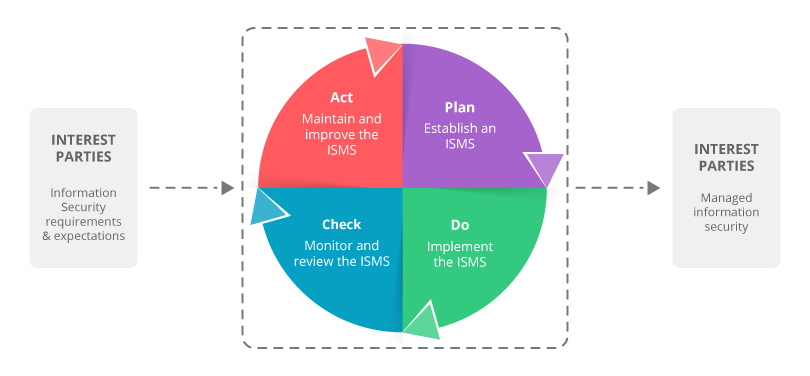 INTEREST
PARTIES
Information
Security
requirements
& expectations
Act
Maintain and
improve the
ISMS
Plan
Establish an
ISMS
Check
Monitor and
review the ISMS
Do
Implement
the ISMS
INTEREST
PARTIES
Managed
information
security